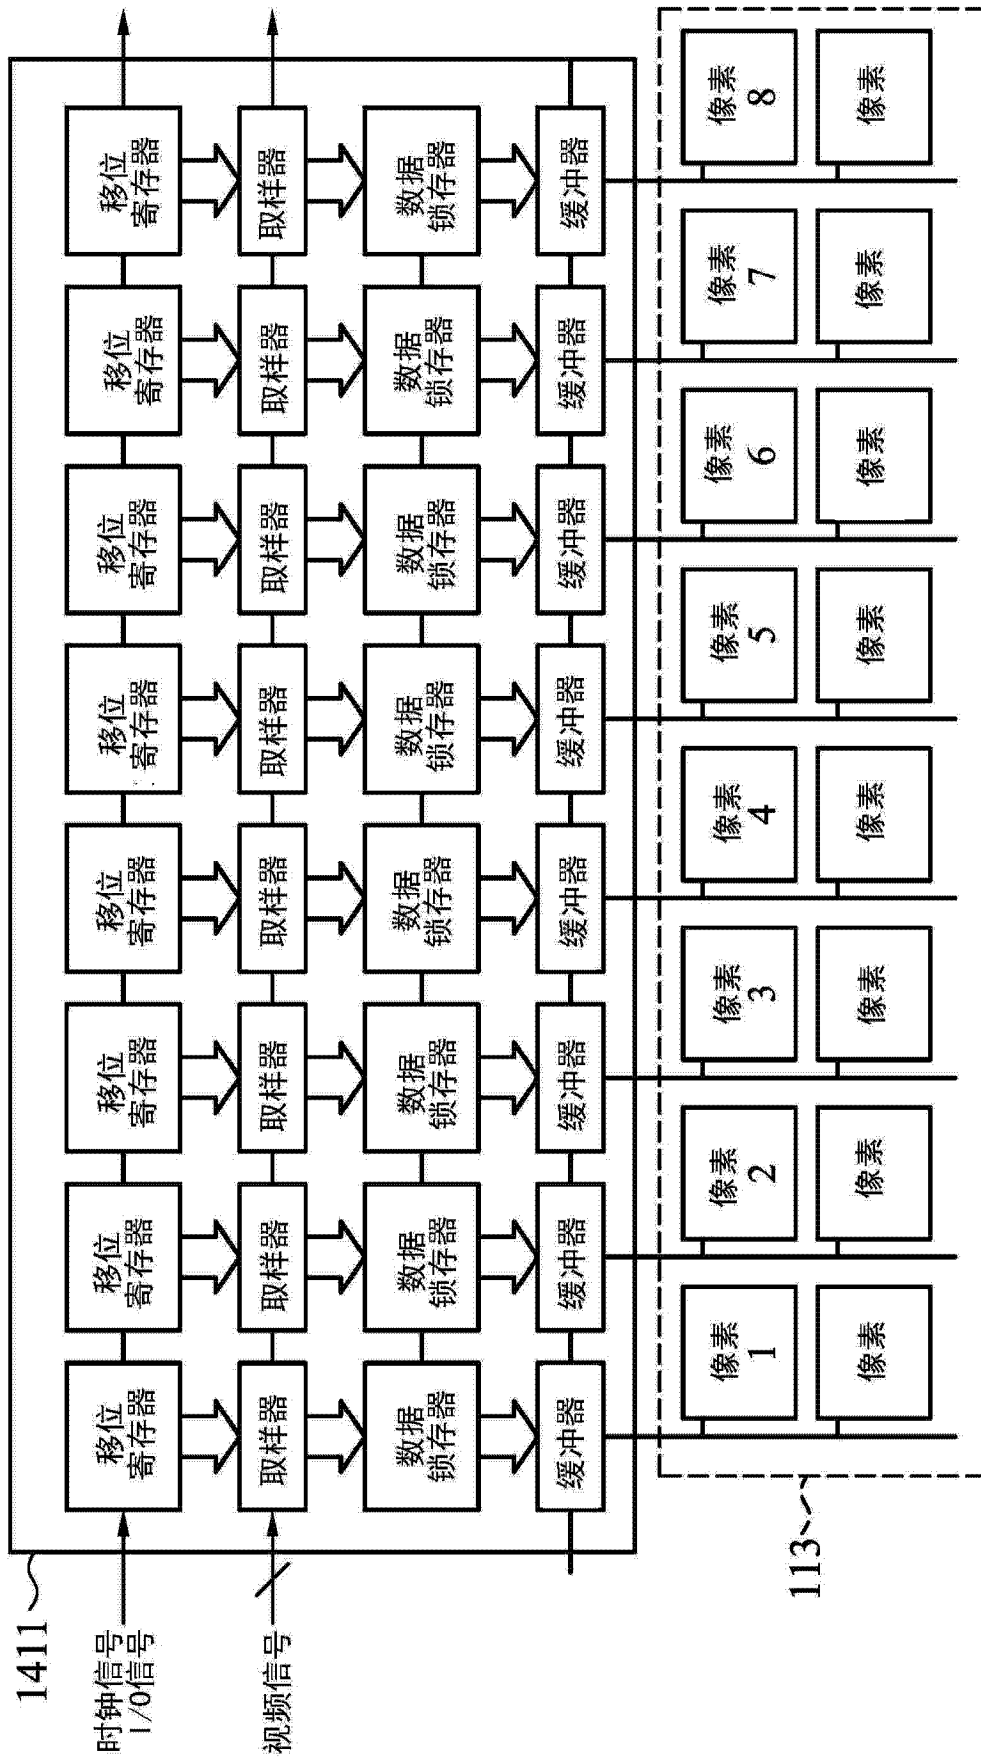 1411
时钟信号
I/O信号
移位
寄存器
移位
寄存器
移位
寄存器
移位
寄存器
移位
寄存器
移位
寄存器
移位
寄存器
移位
寄存器
视频信号
取样器
取样器
取样器
取样器
取样器
取样器
取样器
取样器
数据
锁存器
数据
锁存器
数据
锁存器
数据
锁存器
数据
锁存器
数据
锁存器
数据
锁存器
数据
锁存器
缓冲器
缓冲器
缓冲器
缓冲器
缓冲器
缓冲器
缓冲器
缓冲器
像素
1
像素
2
像素
3
像素
4
像素
5
像素
6
像素
7
像素
8
113
像素
像素
像素
像素
像素
像素
像素
像素